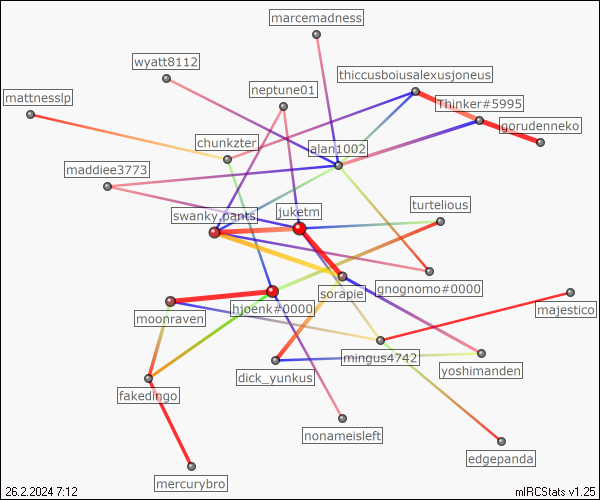 marcemadness
wyatt8112
thiccusboiusalexusjoneus
neptune01
mattnesslp
Thinker#5995
gorudenneko
chunkzter
alan1002
maddiee3773
turtelious
swanky.pants
juketm
gnognomo#0000
sorapie
hjoenk#0000
majestico
moonraven
mingus4742
yoshimanden
dick_yunkus
fakedingo
nonameisleft
edgepanda
mercurybro
26.2.2024 7:12
mIRCStats v1.25